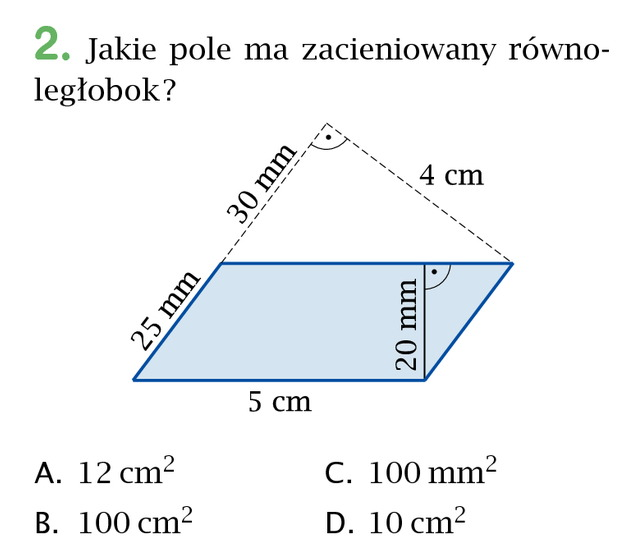 2. Jakie pole ma zacieniowany równo-
ległobok?
30 mm
4 cm
25 mm
20 mm
5 cm
A. 12 cm²
C. 100 mm²
B. 100 cm²
D. 10 cm²